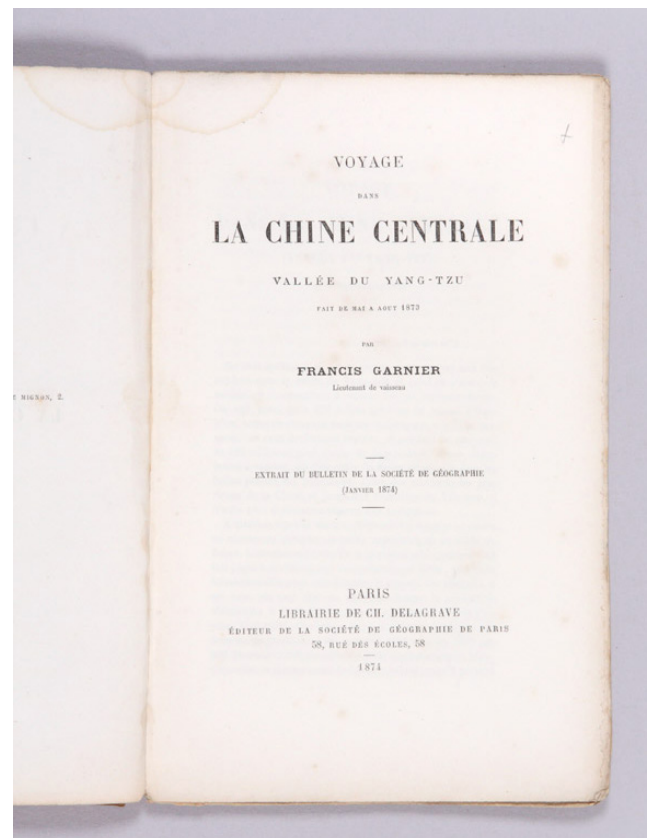 E MIGNON, 2.
VOYAGE
DANS
LA CHINE CENTRALE
VALLÉE DU YANG-TZU
FAIT DE MAI A AOUT 1873
PAR
FRANCIS GARNIER
Lieutenant de vaisseau
EXTRAIT DU BULLETIN DE LA SOCIÉTÉ DE GÉOGRAPHIE
(JANVIER 1874)
PARIS
LIBRAIRIE DE CH. DELAGRAVE
ÉDITEUR DE LA SOCIÉTÉ DE GÉOGRAPHIE DE PARIS
58, RUE DES ÉCOLES, 58
1874